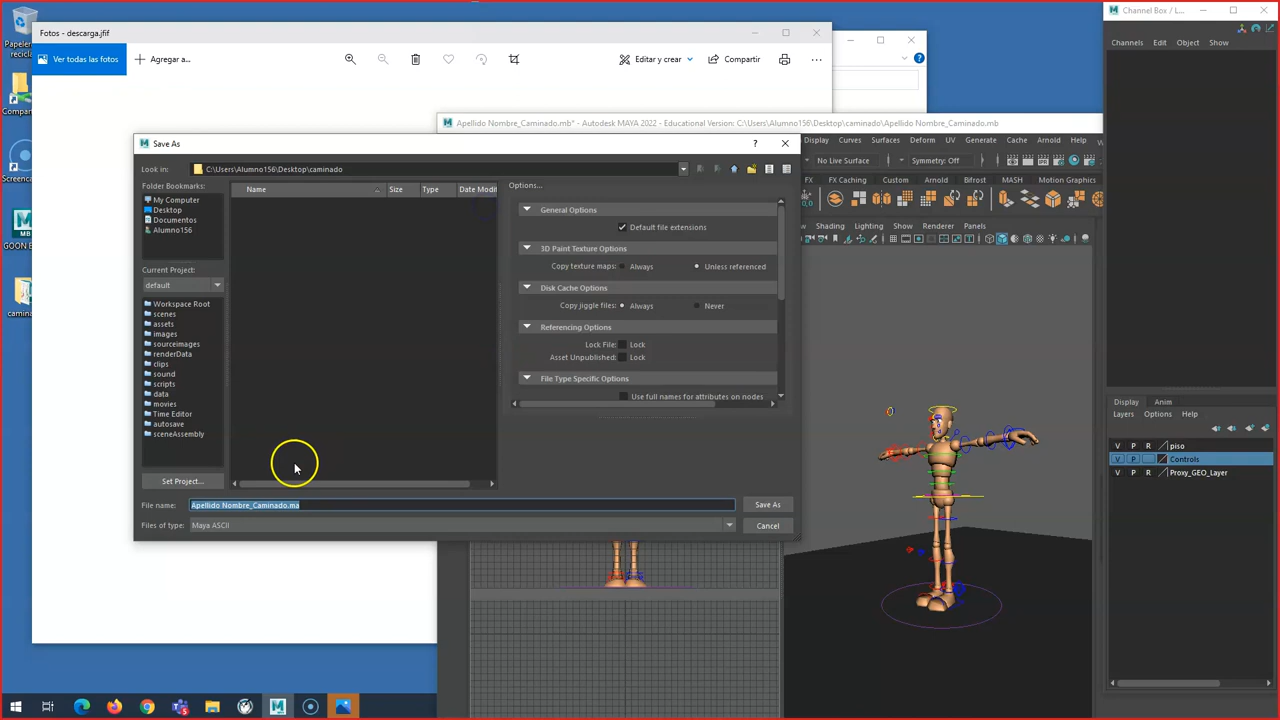 Papeler
recicl
Compar
Screenca
GOON B
camina
Fotos - descarga.jfif
Ver todas las fotos
Agregar a...
Editar y crear
Compartir
Apellido Nombre_Caminado.mb* - Autodesk MAYA 2022 - Educational Version: C:\Users\Alumno156\Desktop\caminado\Apellido Nombre_Caminado.mb
Display Curves Surfaces Deform UV Generate Cache Arnold Help
No Live Surface
Symmetry: Off
FX FX Caching Custom Arnold Bifrost MASH Motion Graphics
Shading Lighting Show Renderer Panels
Save As
?
Look in:
C:\Users\Alumno156\Desktop\caminado
Folder Bookmarks:
My Computer
Desktop
Documentos
Alumno156
Current Project:
default
Workspace Root
scenes
assets
images
sourceimages
renderData
clips
sound
scripts
data
movies
Time Editor
autosave
sceneAssembly
Set Project...
Name Size Type Date Modifi
Options...
General Options
Default file extensions
3D Paint Texture Options
Copy texture maps: Always Unless referenced
Disk Cache Options
Copy jiggle files: Always Never
Referencing Options
Lock File: Lock
Asset Unpublished: Lock
File Type Specific Options
Use full names for attributes on nodes
File name: Apellido Nombre_Caminado.ma
Save As
Files of type: Maya ASCII
Cancel
Channel Box / L...
Channels Edit Object Show
Display Anim
Layers Options Help
V P R piso
V P Controls
V P R Proxy_GEO_Layer